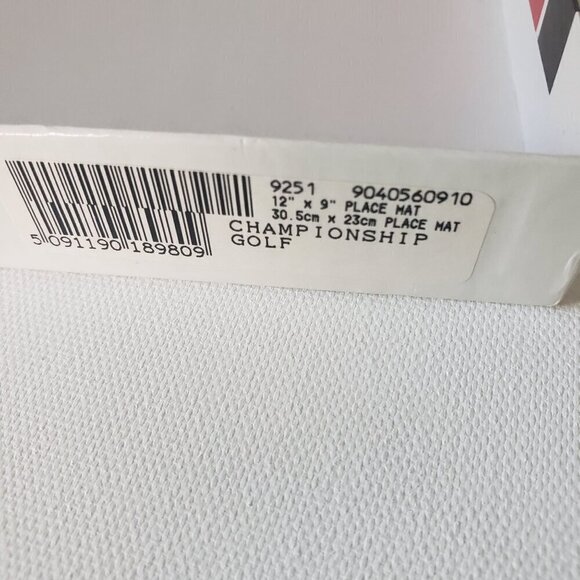 9251 9040560910
12" x 9" PLACE MAT
30.5cm x 23cm PLACE MAT
CHAMPIONSHIP
GOLF
5 091190 189809